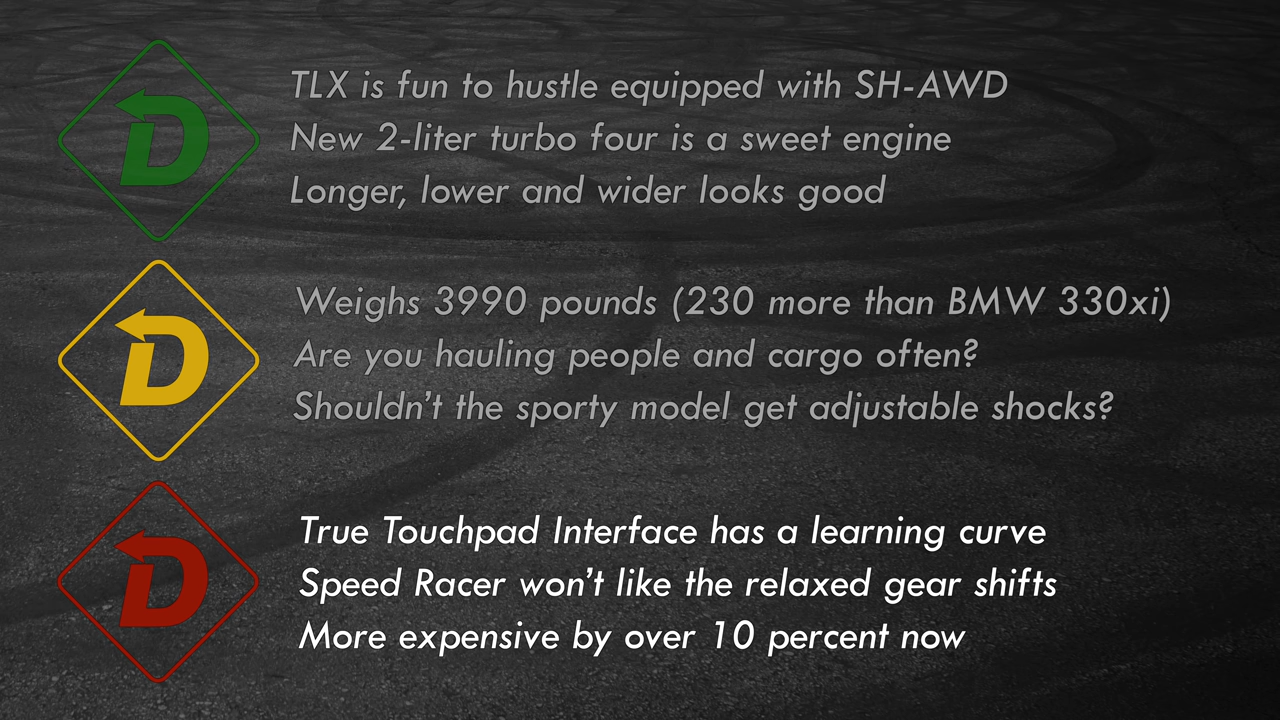 D
TLX is fun to hustle equipped with SH-AWD
New 2-liter turbo four is a sweet engine
Longer, lower and wider looks good
D
Weighs 3990 pounds (230 more than BMW 330xi)
Are you hauling people and cargo often?
Shouldn't the sporty model get adjustable shocks?
D
True Touchpad Interface has a learning curve
Speed Racer won't like the relaxed gear shifts
More expensive by over 10 percent now